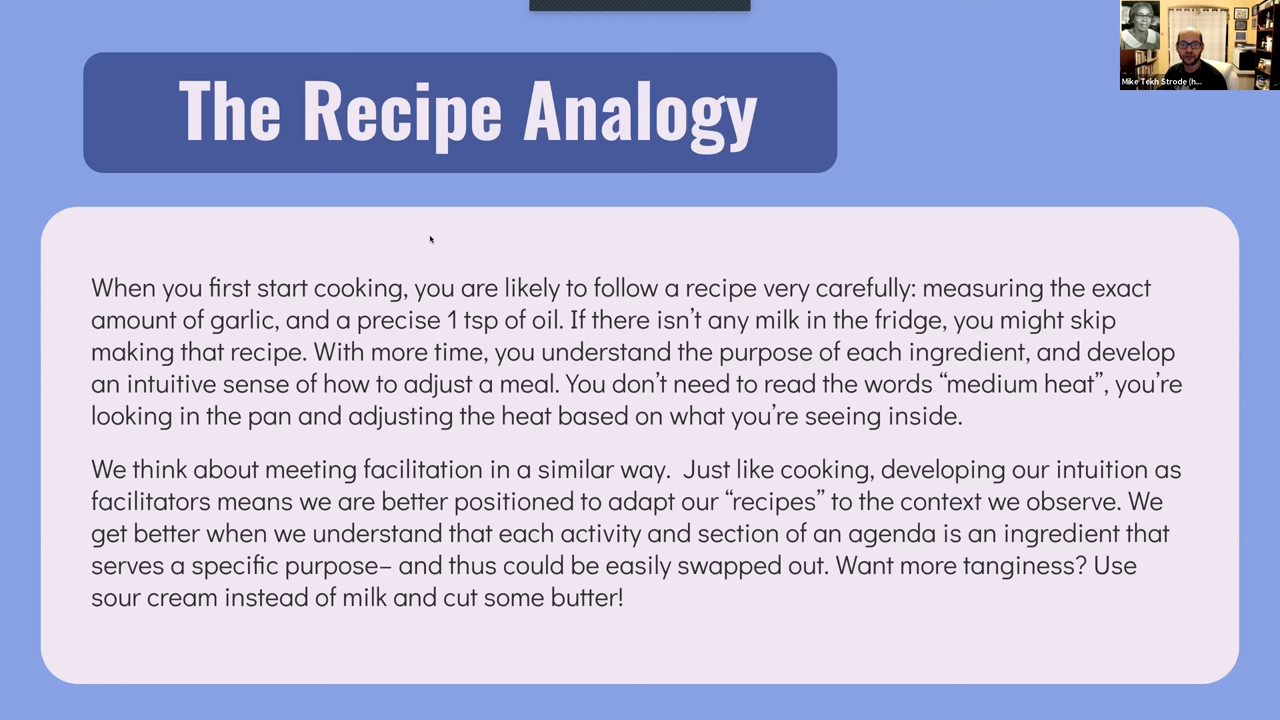 The Recipe Analogy
Mike Tekh Strode (h...
When you first start cooking, you are likely to follow a recipe very carefully: measuring the exact
amount of garlic, and a precise 1 tsp of oil. If there isn’t any milk in the fridge, you might skip
making that recipe. With more time, you understand the purpose of each ingredient, and develop
an intuitive sense of how to adjust a meal. You don’t need to read the words “medium heat”, you’re
looking in the pan and adjusting the heat based on what you’re seeing inside.
We think about meeting facilitation in a similar way.  Just like cooking, developing our intuition as
facilitators means we are better positioned to adapt our “recipes” to the context we observe. We
get better when we understand that each activity and section of an agenda is an ingredient that
serves a specific purpose– and thus could be easily swapped out. Want more tanginess? Use
sour cream instead of milk and cut some butter!